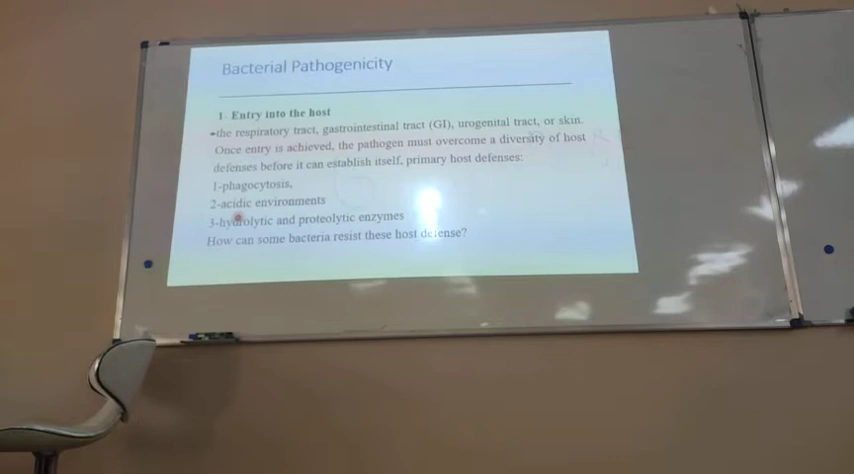 Bacterial Pathogenicity
1- Entry into the host
•the respiratory tract, gastrointestinal tract (GI), urogenital tract, or skin.
Once entry is achieved, the pathogen must overcome a diversity of host
defenses before it can establish itself, primary host defenses:
1-phagocytosis,
2-acidic environments
3-hydrolytic and proteolytic enzymes
How can some bacteria resist these host defense?